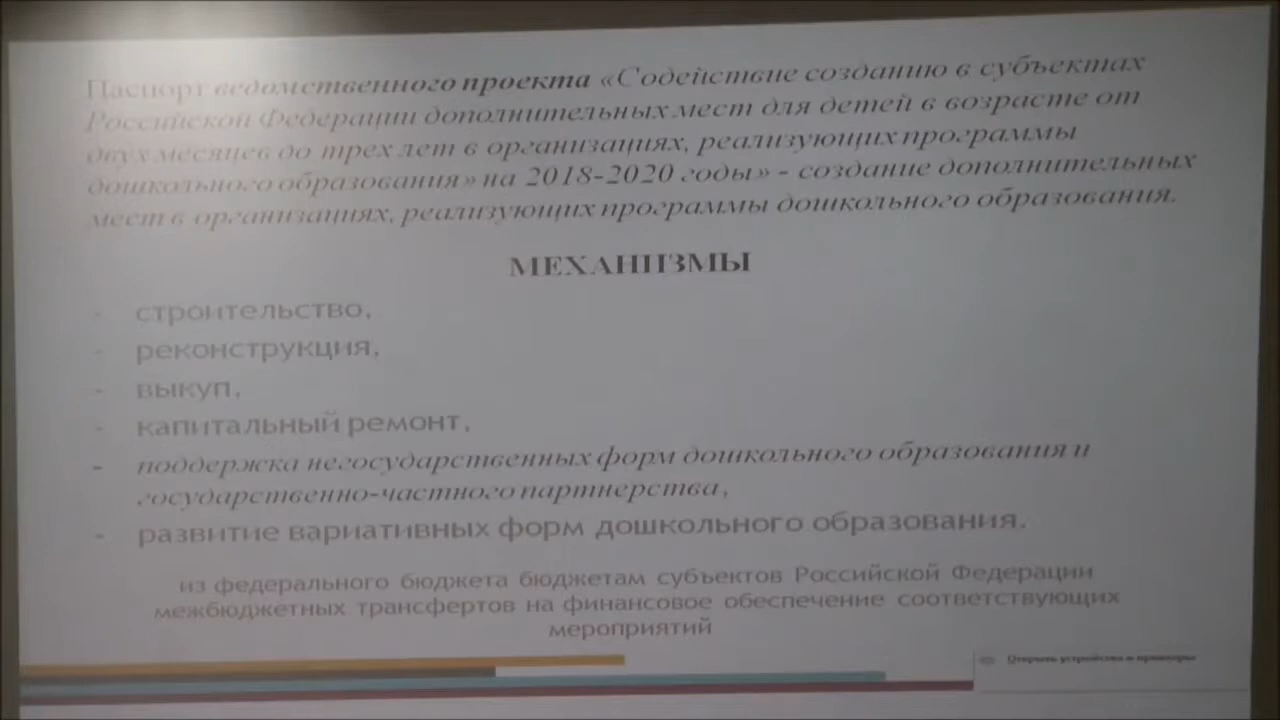 Паспорт ведомственного проекта «Содействие созданию в субъектах
Российской Федерации дополнительных мест для детей в возрасте от
двух месяцев до трех лет в организациях, реализующих программы
дошкольного образования» на 2018-2020 годы» - создание дополнительных
мест в организациях, реализующих программы дошкольного образования.
МЕХАНИЗМЫ
- строительство,
- реконструкция,
- выкуп,
- капитальный ремонт,
- поддержка негосударственных форм дошкольного образования и
государственно-частного партнерства,
- развитие вариативных форм дошкольного образования.
из федерального бюджета бюджетам субъектов Российской Федерации
межбюджетных трансфертов на финансовое обеспечение соответствующих
мероприятий
Открыть устройства и принтеры